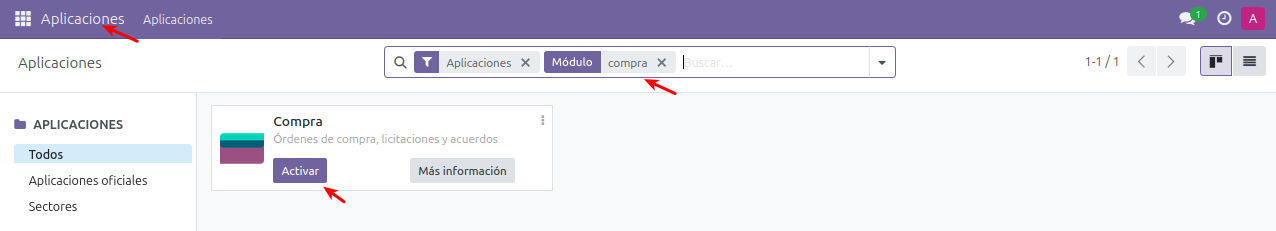 Aplicaciones Aplicaciones 1 A
Aplicaciones Aplicaciones Módulo compra Buscar... 1-1 / 1
APLICACIONES
Todos
Aplicaciones oficiales
Sectores
Compra
Órdenes de compra, licitaciones y acuerdos
Activar Más información